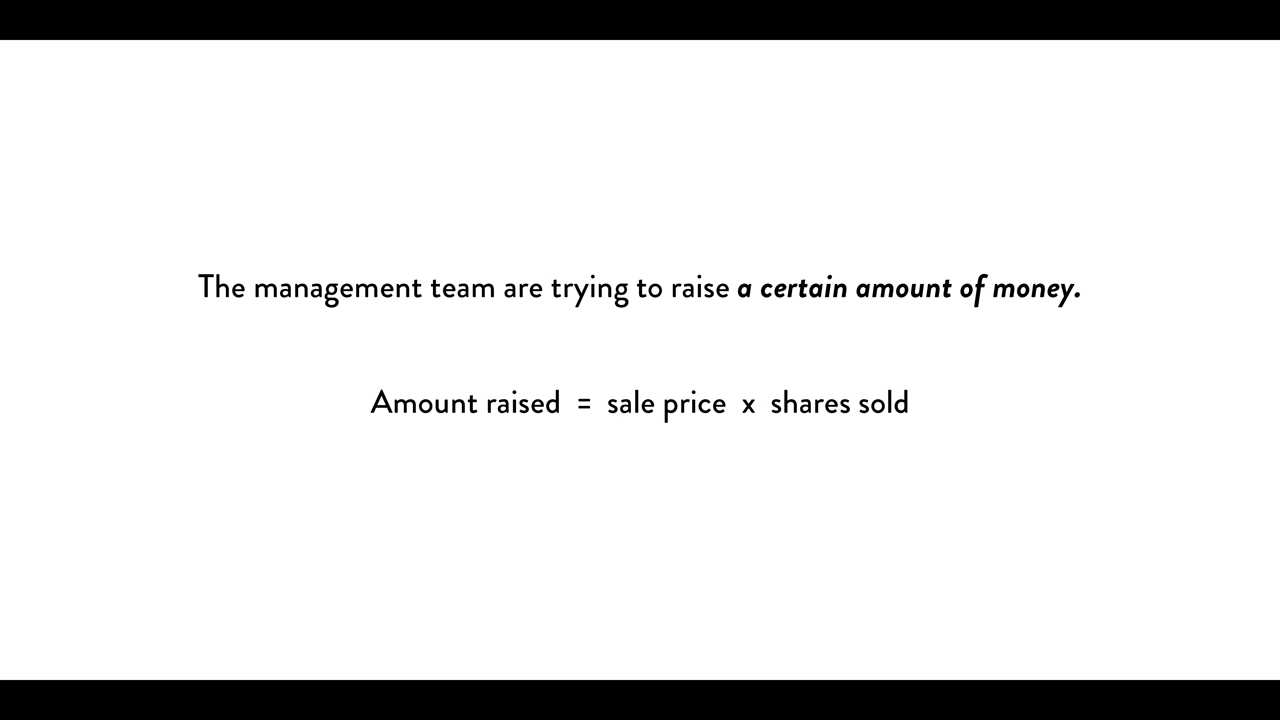 The management team are trying to raise a certain amount of money.
Amount raised = sale price x shares sold